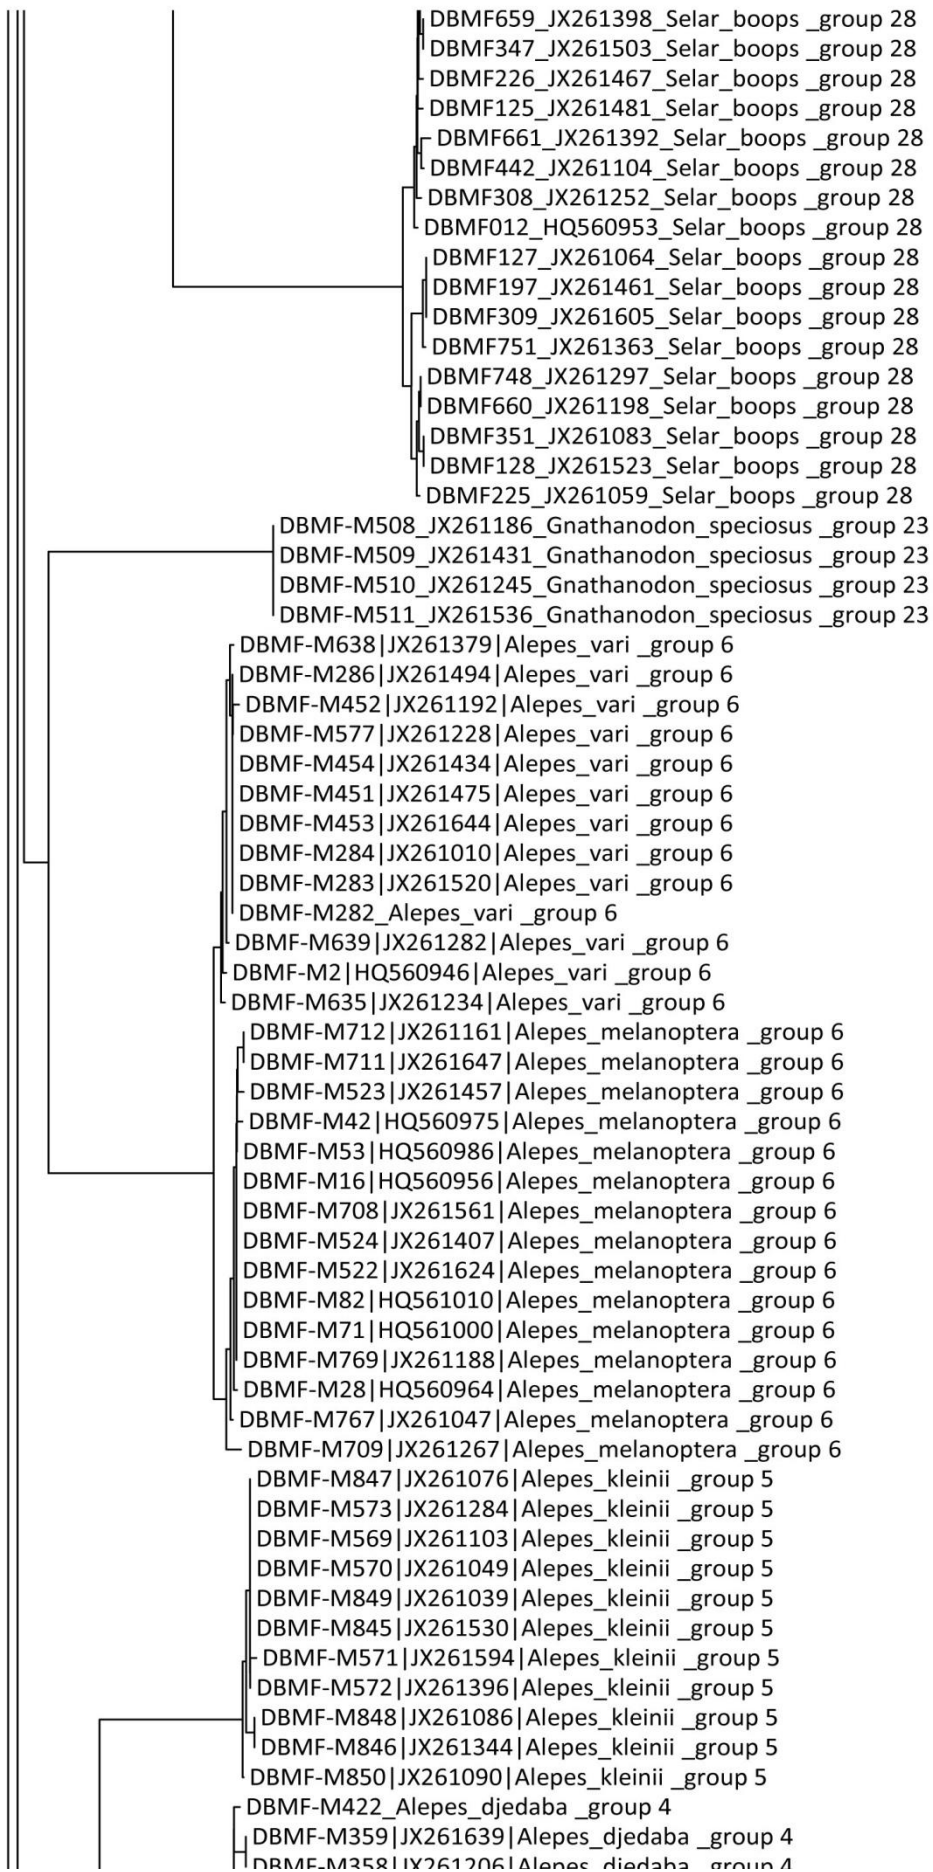 DBMF659_JX261398_Selar_boops _group 28
DBMF347_JX261503_Selar_boops _group 28
DBMF226_JX261467_Selar_boops _group 28
DBMF125_JX261481_Selar_boops _group 28
DBMF661_JX261392_Selar_boops _group 28
DBMF442_JX261104_Selar_boops _group 28
DBMF308_JX261252_Selar_boops _group 28
DBMF012_HQ560953_Selar_boops _group 28
DBMF127_JX261064_Selar_boops _group 28
DBMF197_JX261461_Selar_boops _group 28
DBMF309_JX261605_Selar_boops _group 28
DBMF751_JX261363_Selar_boops _group 28
DBMF748_JX261297_Selar_boops _group 28
DBMF660_JX261198_Selar_boops _group 28
DBMF351_JX261083_Selar_boops _group 28
DBMF128_JX261523_Selar_boops _group 28
DBMF225_JX261059_Selar_boops _group 28
DBMF-M508_JX261186_Gnathanodon_speciosus _group 23
DBMF-M509_JX261431_Gnathanodon_speciosus _group 23
DBMF-M510_JX261245_Gnathanodon_speciosus _group 23
DBMF-M511_JX261536_Gnathanodon_speciosus _group 23
DBMF-M638|JX261379|Alepes_vari _group 6
DBMF-M286|JX261494|Alepes_vari _group 6
DBMF-M452|JX261192|Alepes_vari _group 6
DBMF-M577|JX261228|Alepes_vari _group 6
DBMF-M454|JX261434|Alepes_vari _group 6
DBMF-M451|JX261475|Alepes_vari _group 6
DBMF-M453|JX261644|Alepes_vari _group 6
DBMF-M284|JX261010|Alepes_vari _group 6
DBMF-M283|JX261520|Alepes_vari _group 6
DBMF-M282_Alepes_vari _group 6
DBMF-M639|JX261282|Alepes_vari _group 6
DBMF-M2|HQ560946|Alepes_vari _group 6
DBMF-M635|JX261234|Alepes_vari _group 6
DBMF-M712|JX261161|Alepes_melanoptera _group 6
DBMF-M711|JX261647|Alepes_melanoptera _group 6
DBMF-M523|JX261457|Alepes_melanoptera _group 6
DBMF-M42|HQ560975|Alepes_melanoptera _group 6
DBMF-M53|HQ560986|Alepes_melanoptera _group 6
DBMF-M16|HQ560956|Alepes_melanoptera _group 6
DBMF-M708|JX261561|Alepes_melanoptera _group 6
DBMF-M524|JX261407|Alepes_melanoptera _group 6
DBMF-M522|JX261624|Alepes_melanoptera _group 6
DBMF-M82|HQ561010|Alepes_melanoptera _group 6
DBMF-M71|HQ561000|Alepes_melanoptera _group 6
DBMF-M769|JX261188|Alepes_melanoptera _group 6
DBMF-M28|HQ560964|Alepes_melanoptera _group 6
DBMF-M767|JX261047|Alepes_melanoptera _group 6
DBMF-M709|JX261267|Alepes_melanoptera _group 6
DBMF-M847|JX261076|Alepes_kleinii _group 5
DBMF-M573|JX261284|Alepes_kleinii _group 5
DBMF-M569|JX261103|Alepes_kleinii _group 5
DBMF-M570|JX261049|Alepes_kleinii _group 5
DBMF-M849|JX261039|Alepes_kleinii _group 5
DBMF-M845|JX261530|Alepes_kleinii _group 5
DBMF-M571|JX261594|Alepes_kleinii _group 5
DBMF-M572|JX261396|Alepes_kleinii _group 5
DBMF-M848|JX261086|Alepes_kleinii _group 5
DBMF-M846|JX261344|Alepes_kleinii _group 5
DBMF-M850|JX261090|Alepes_kleinii _group 5
DBMF-M422_Alepes_djedaba _group 4
DBMF-M359|JX261639|Alepes_djedaba _group 4
DBMF-M358|JX261206|Alepes_djedaba _group 4